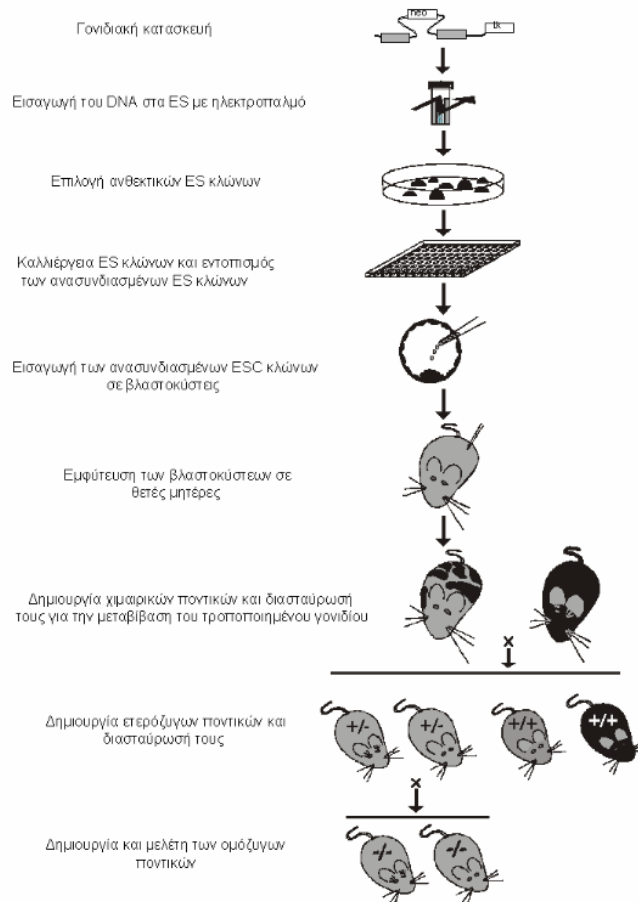 neo
tk
Γονιδιακή κατασκευή
Εισαγωγή του DNA στα ES με ηλεκτροπαλμό
Επιλογή ανθεκτικών ES κλώνων
Καλλιέργεια ES κλώνων και εντοπισμός
των ανασυνδιασμένων ES κλώνων
Εισαγωγή των ανασυνδιασμένων ESC κλώνων
σε βλαστοκύστεις
Εμφύτευση των βλαστοκύστεων σε
θετές μητέρες
Δημιουργία χιμαιρικών ποντικών και διασταύρωσή
τους για την μεταβίβαση του τροποποιημένου γονιδίου
x
Δημιουργία ετερόζυγων ποντικών και
διασταύρωσή τους
+/- +/- +/+ +/+
x
Δημιουργία και μελέτη των ομόζυγων
ποντικών
-/- -/-